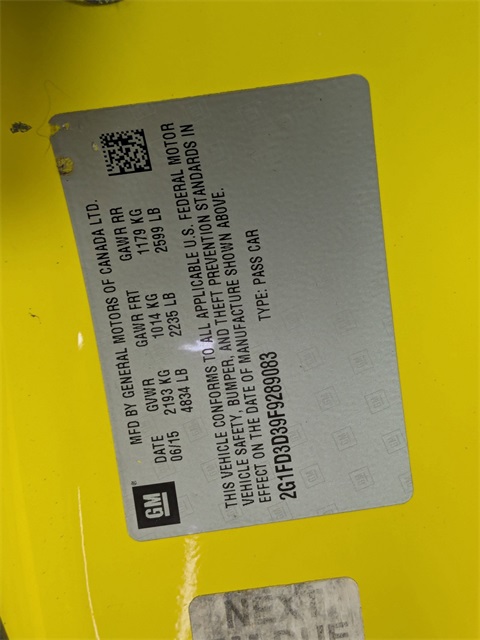 GM
MFD BY GENERAL MOTORS OF CANADA LTD.
DATE GVWR GAWR FRT GAWR RR
06/15 2193 KG 1014 KG 1179 KG
4834 LB 2235 LB 2599 LB
THIS VEHICLE CONFORMS TO ALL APPLICABLE U.S. FEDERAL MOTOR
VEHICLE SAFETY, BUMPER, AND THEFT PREVENTION STANDARDS IN
EFFECT ON THE DATE OF MANUFACTURE SHOWN ABOVE.
2G1FD3D39F9289083 TYPE: PASS CAR
NEXT